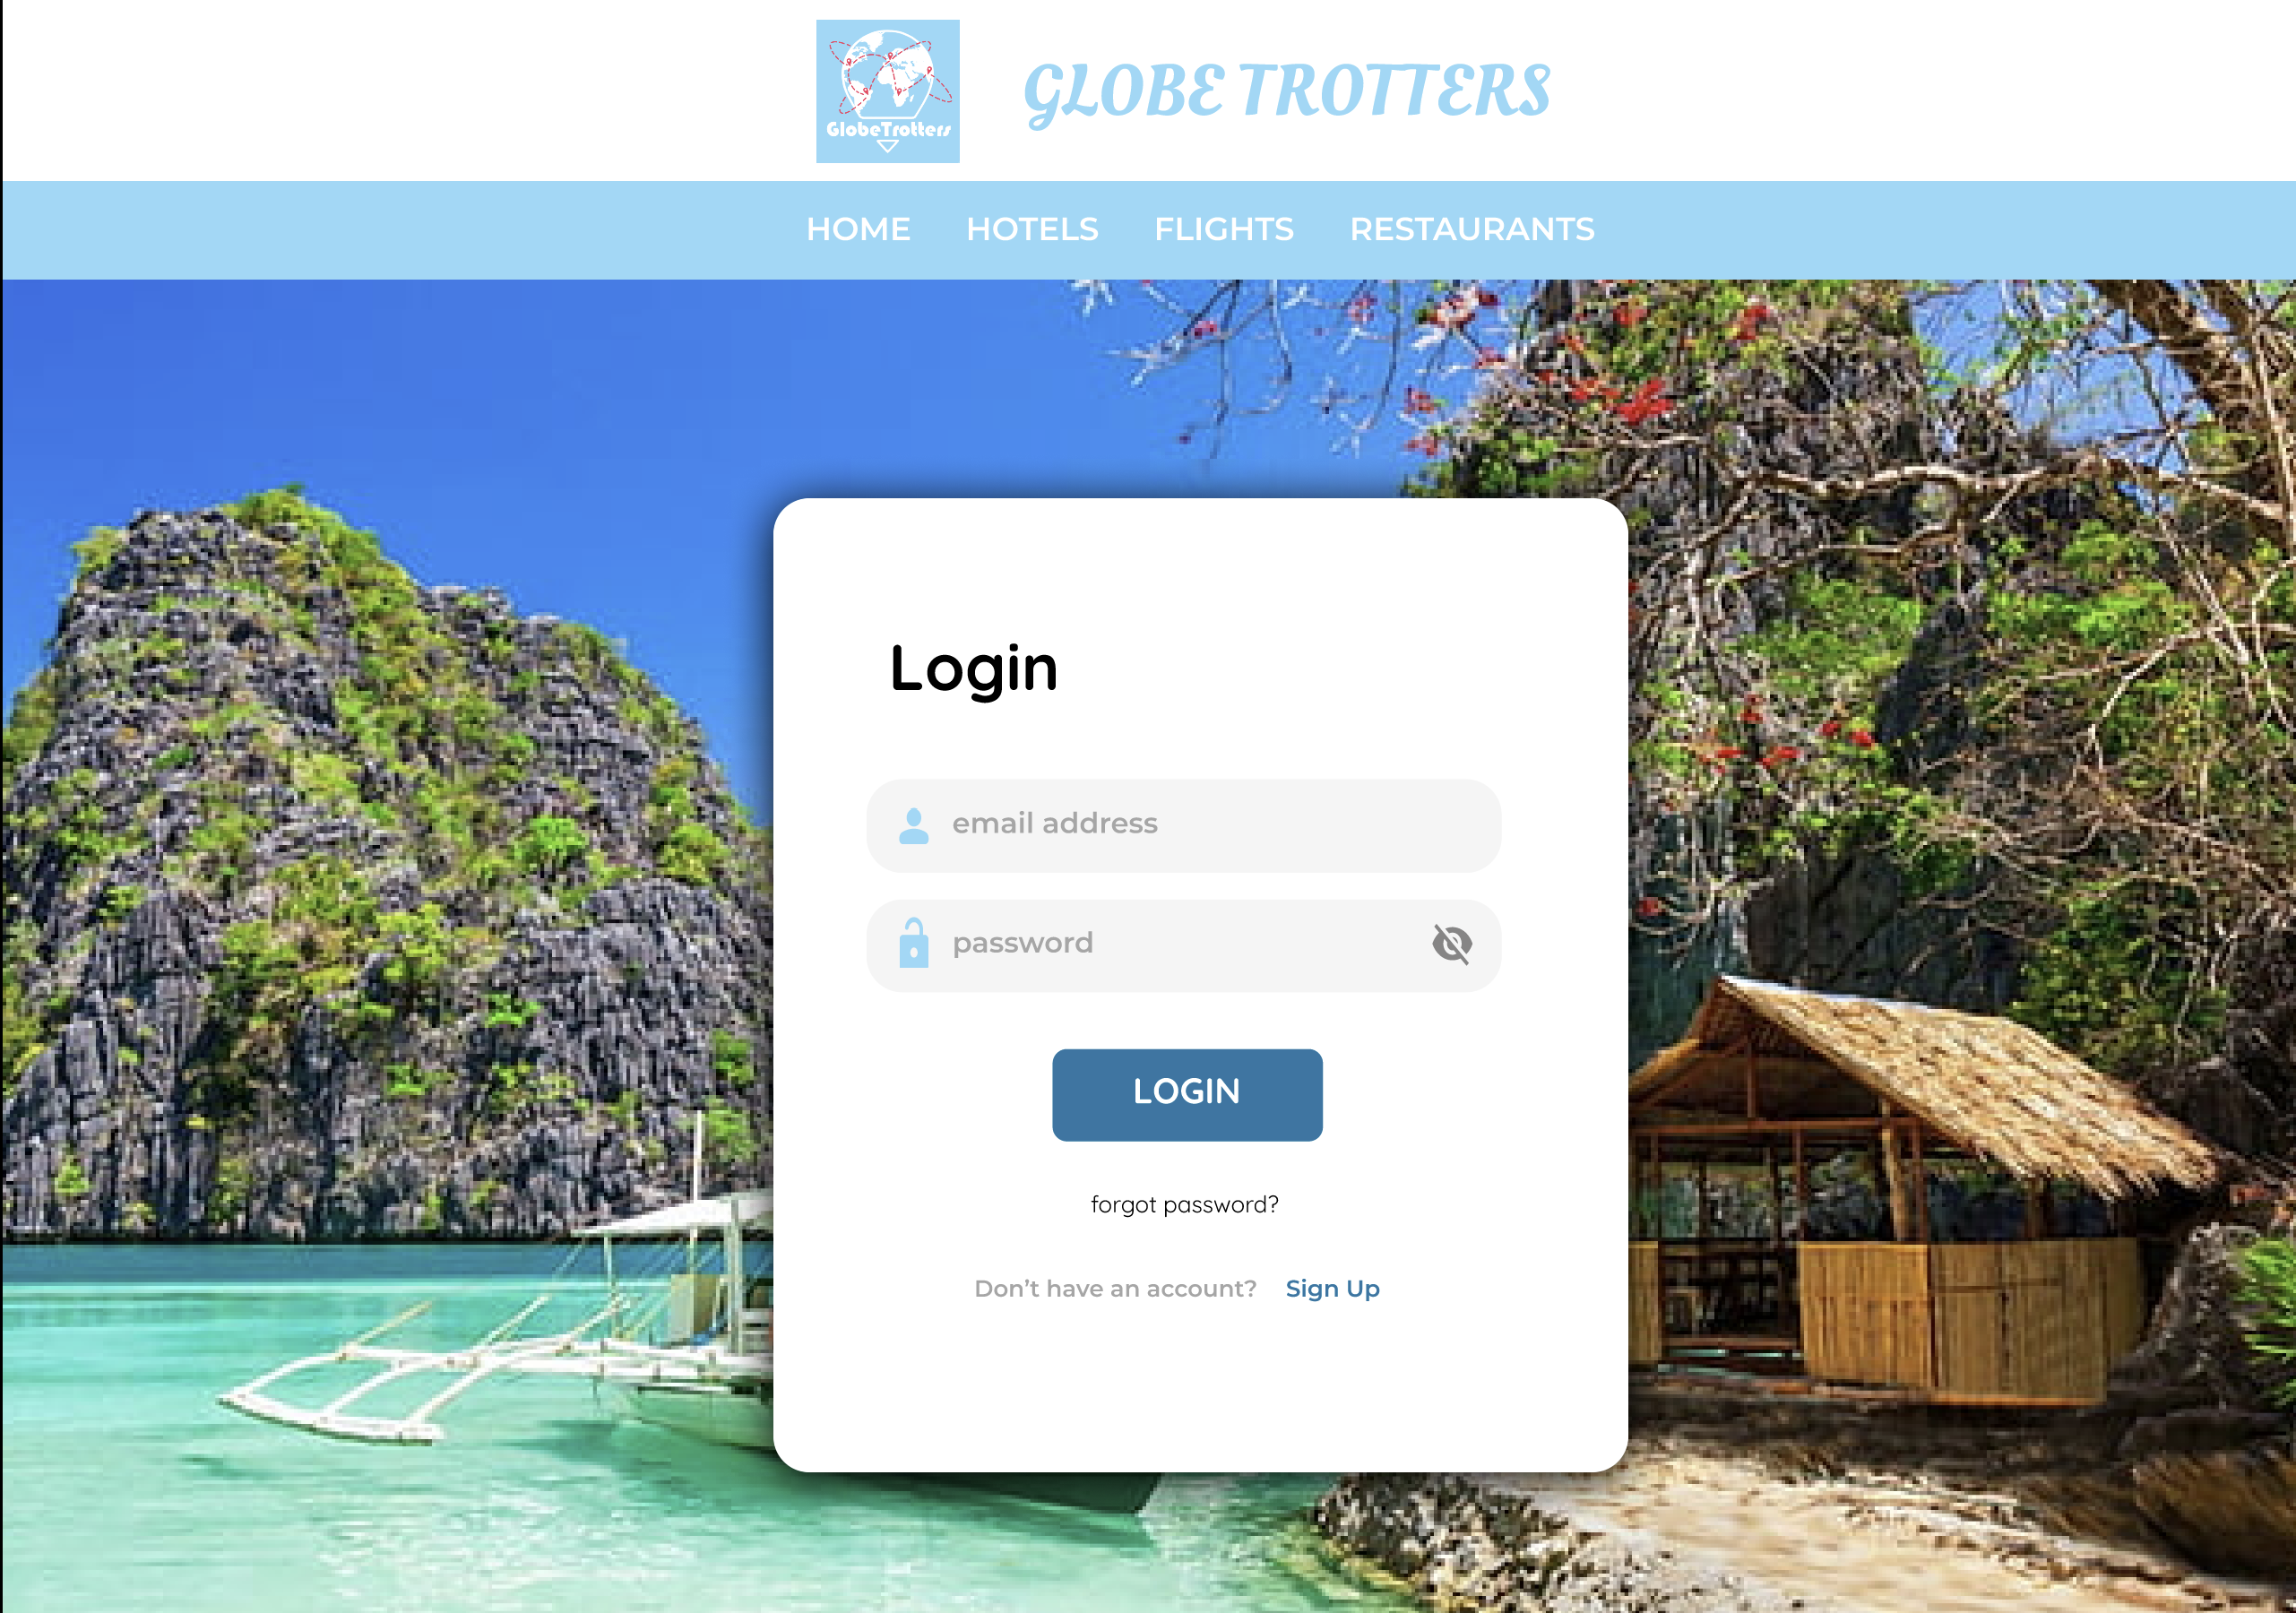 GlobeTrotters
GLOBE TROTTERS
HOME HOTELS FLIGHTS RESTAURANTS
Login
email address
password
LOGIN
forgot password?
Don’t have an account? Sign Up